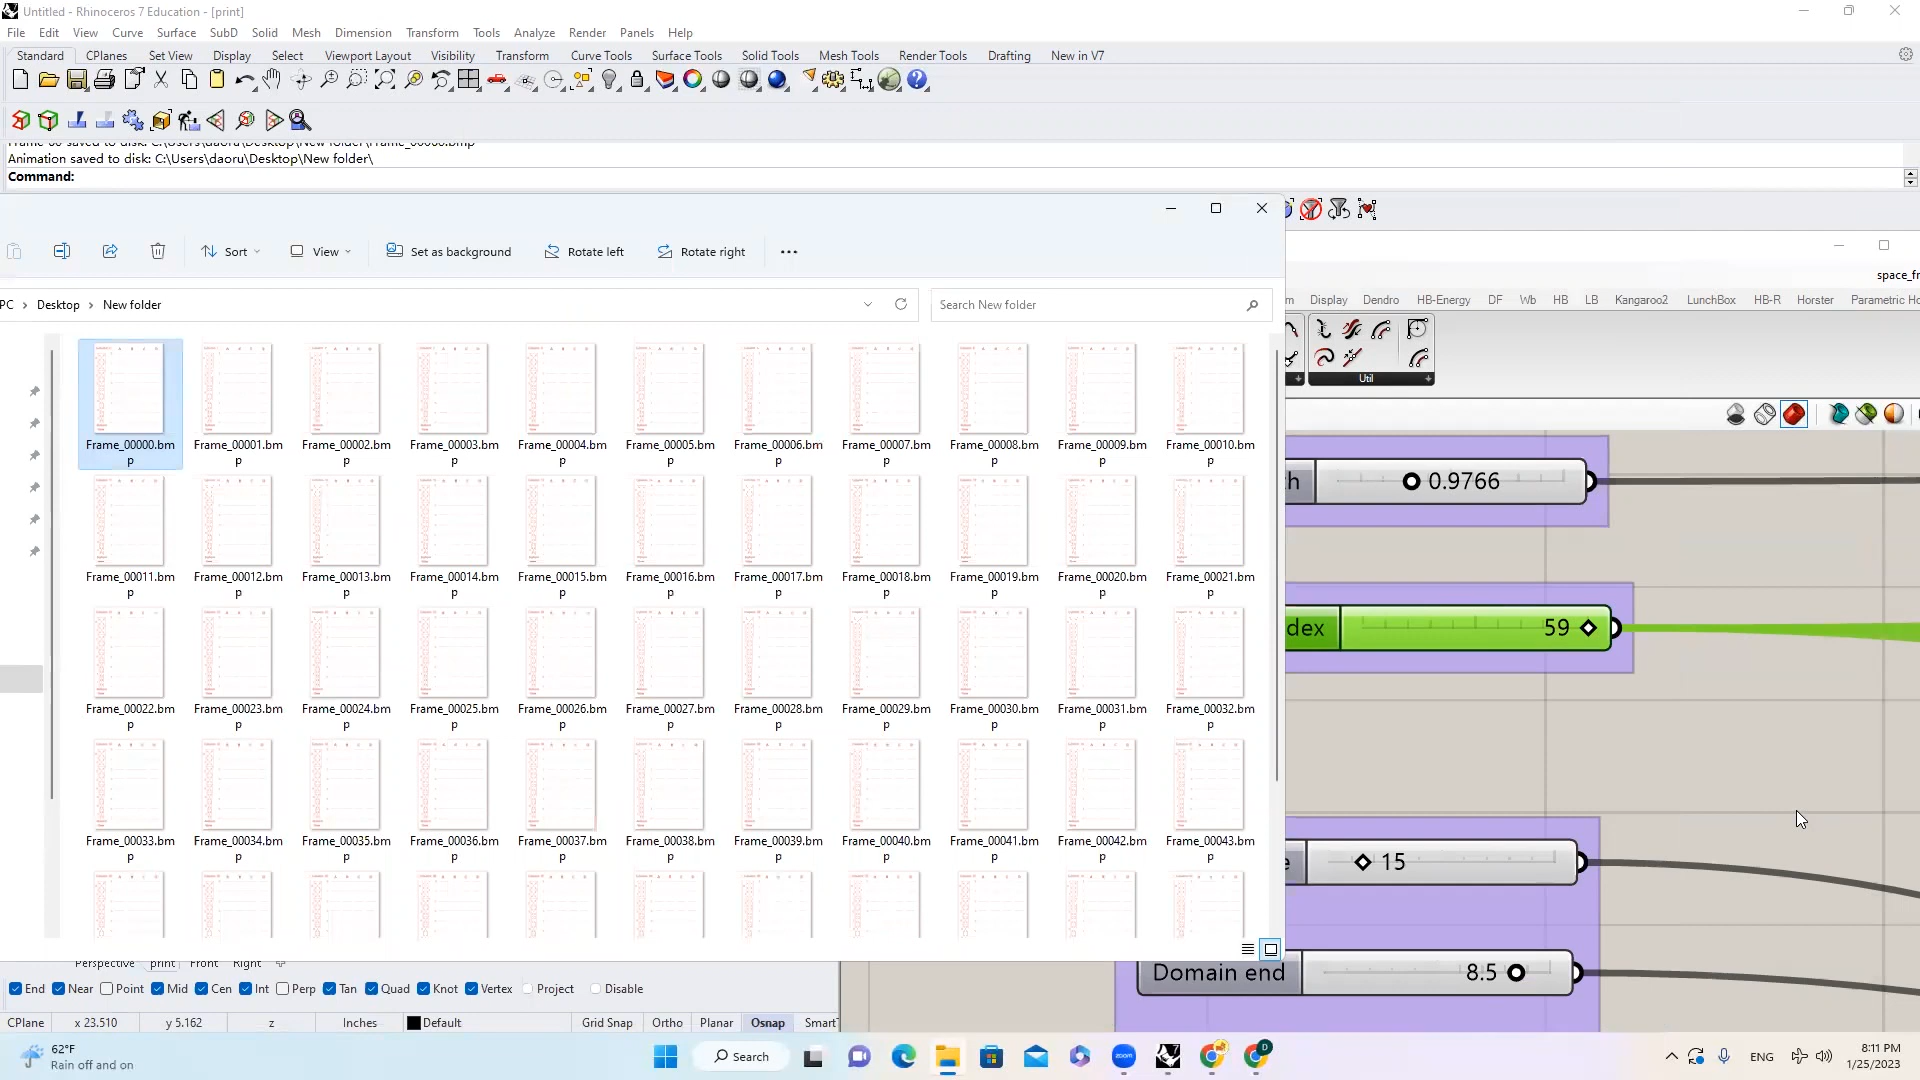 Untitled - Rhinoceros 7 Education - [print]
File Edit View Curve Surface SubD Solid Mesh Dimension Transform Tools Analyze Render Panels Help
Standard CPlanes Set View Display Select Viewport Layout Visibility Transform Curve Tools Surface Tools Solid Tools Mesh Tools Render Tools Drafting New in V7
Animation saved to disk: C:\Users\daoru\Desktop\New folder\
Command:
Sort View Set as background Rotate left Rotate right
PC > Desktop > New folder
Search New folder
space_fr
m Display Dendro HB-Energy DF Wb HB LB Kangaroo2 LunchBox HB-R Horster Parametric Ho
Util
Frame_00000.bmp Frame_00001.bmp Frame_00002.bmp Frame_00003.bmp Frame_00004.bmp Frame_00005.bmp Frame_00006.bmp Frame_00007.bmp Frame_00008.bmp Frame_00009.bmp Frame_00010.bmp
h 0.9766
Frame_00011.bmp Frame_00012.bmp Frame_00013.bmp Frame_00014.bmp Frame_00015.bmp Frame_00016.bmp Frame_00017.bmp Frame_00018.bmp Frame_00019.bmp Frame_00020.bmp Frame_00021.bmp
dex 59
Frame_00022.bmp Frame_00023.bmp Frame_00024.bmp Frame_00025.bmp Frame_00026.bmp Frame_00027.bmp Frame_00028.bmp Frame_00029.bmp Frame_00030.bmp Frame_00031.bmp Frame_00032.bmp
Frame_00033.bmp Frame_00034.bmp Frame_00035.bmp Frame_00036.bmp Frame_00037.bmp Frame_00038.bmp Frame_00039.bmp Frame_00040.bmp Frame_00041.bmp Frame_00042.bmp Frame_00043.bmp
e 15
Domain end 8.5
Perspective print Front Right
End Near Point Mid Cen Int Perp Tan Quad Knot Vertex Project Disable
CPlane x 23.510 y 5.162 z Inches Default Grid Snap Ortho Planar Osnap Smart
62°F
Rain off and on
Search
zoom
D
ENG
8:11 PM
1/25/2023